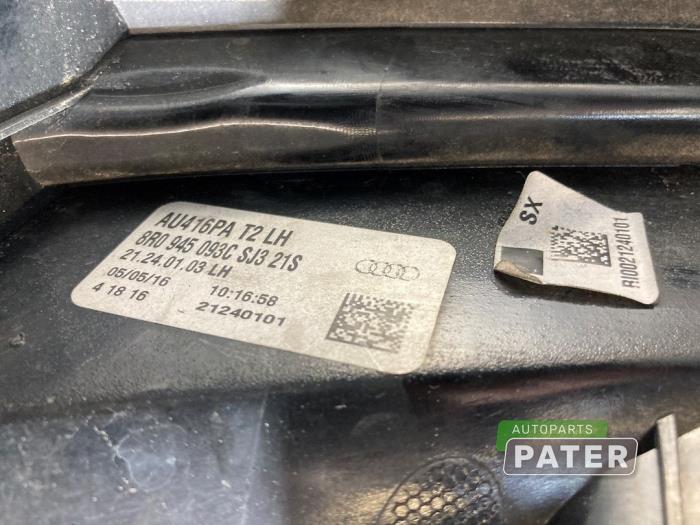 AU416PA T2 LH
8R0 945 093C SJ3 21S
21.24.01.03 LH
05/05/16 10:16:58
4 18 16 21240101
SX
RI0021240101
AUTOPARTS
PATER